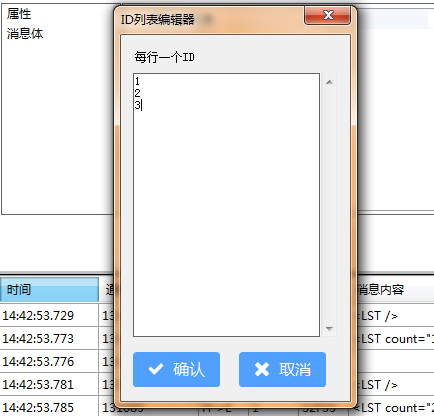 属性
消息体
ID列表编辑器
每行一个ID
1
2
3
确认
取消
时间 消息内容
14:42:53.729 <LST />
14:42:53.773 <LST count="
14:42:53.776
14:42:53.781 <LST />
14:42:53.785 <LST count="2